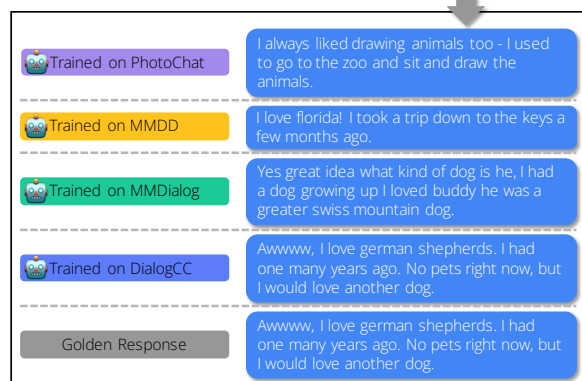 Trained on PhotoChat
I always liked drawing animals too - I used
to go to the zoo and sit and draw the
animals.
Trained on MMDD
I love florida! I took a trip down to the keys a
few months ago.
Trained on MMDialog
Yes great idea what kind of dog is he, I had
a dog growing up I loved buddy he was a
greater swiss mountain dog.
Trained on DialogCC
Awwww, I love german shepherds. I had
one many years ago. No pets right now, but
I would love another dog.
Golden Response
Awwww, I love german shepherds. I had
one many years ago. No pets right now, but
I would love another dog.